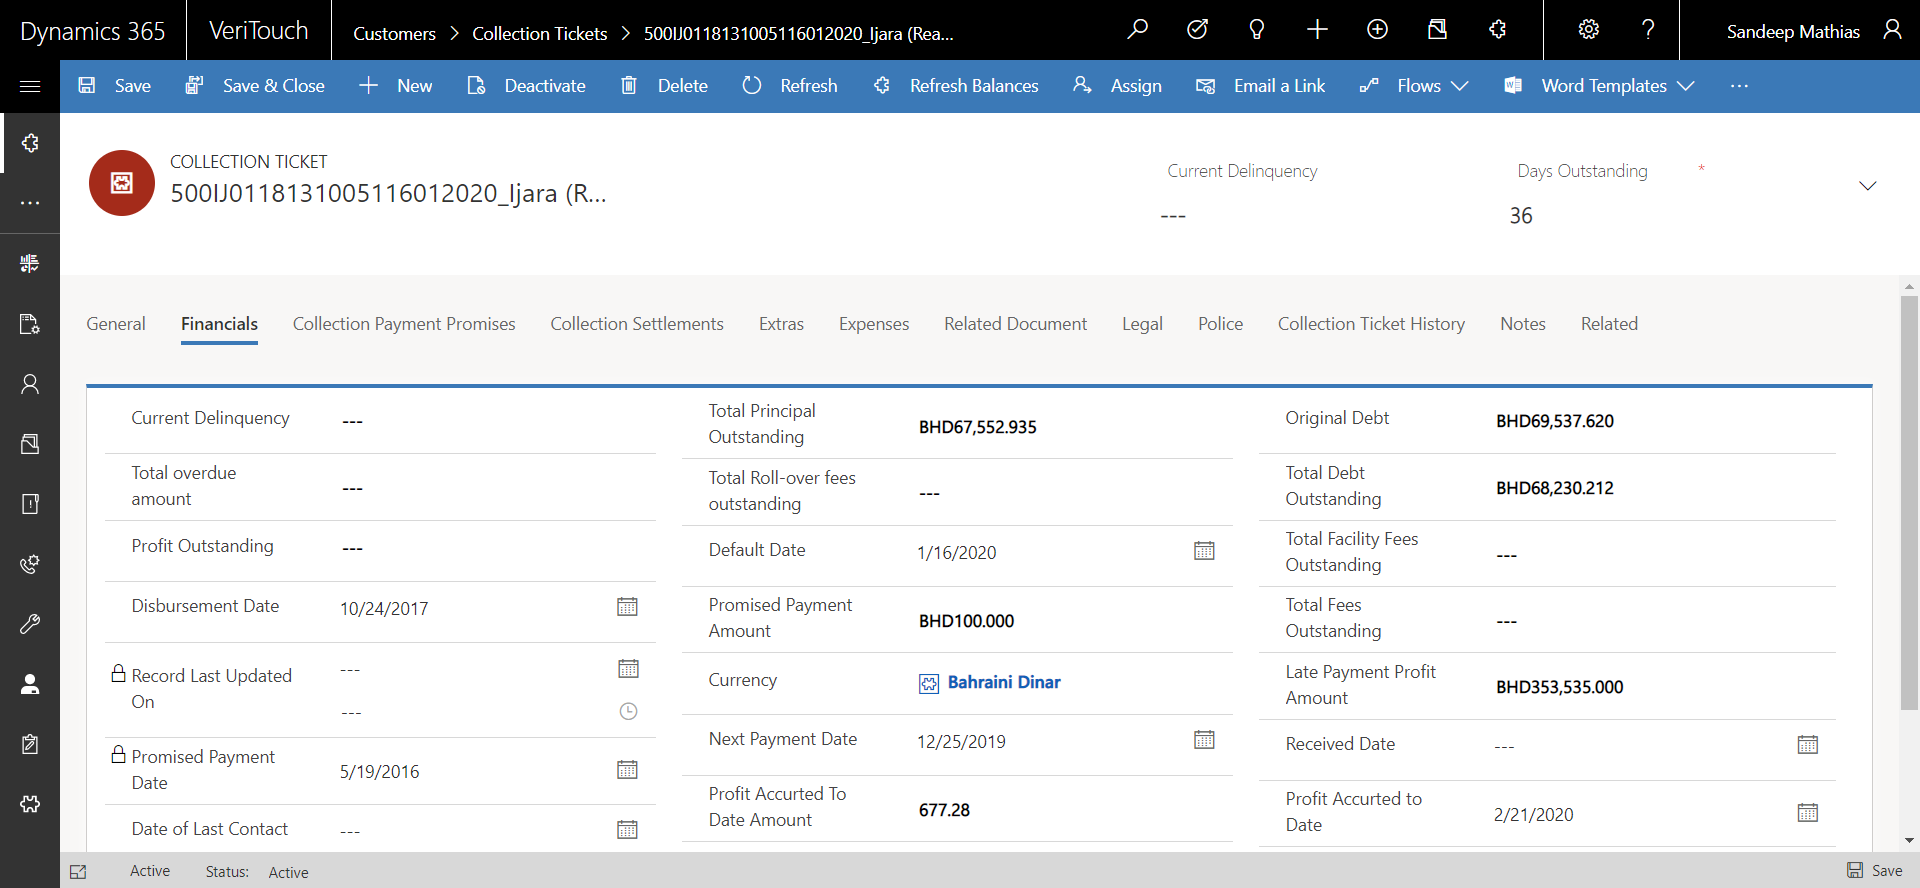 Dynamics 365
VeriTouch
Customers > Collection Tickets > 500IJ0118131005116012020_Ijara (Rea...
Sandeep Mathias
Save
Save & Close
New
Deactivate
Delete
Refresh
Refresh Balances
Assign
Email a Link
Flows
Word Templates
...
COLLECTION TICKET
500IJ0118131005116012020_Ijara (R...
Current Delinquency
---
Days Outstanding *
36
General
Financials
Collection Payment Promises
Collection Settlements
Extras
Expenses
Related Document
Legal
Police
Collection Ticket History
Notes
Related
Current Delinquency
---
Total overdue
amount
---
Profit Outstanding
---
Disbursement Date
10/24/2017
Record Last Updated
On
---
---
Promised Payment
Date
5/19/2016
Date of Last Contact
---
Total Principal
Outstanding
BHD67,552.935
Total Roll-over fees
outstanding
---
Default Date
1/16/2020
Promised Payment
Amount
BHD100.000
Currency
Bahraini Dinar
Next Payment Date
12/25/2019
Profit Accurted To
Date Amount
677.28
Original Debt
BHD69,537.620
Total Debt
Outstanding
BHD68,230.212
Total Facility Fees
Outstanding
---
Total Fees
Outstanding
---
Late Payment Profit
Amount
BHD353,535.000
Received Date
---
Profit Accurted to
Date
2/21/2020
Active
Status:
Active
Save